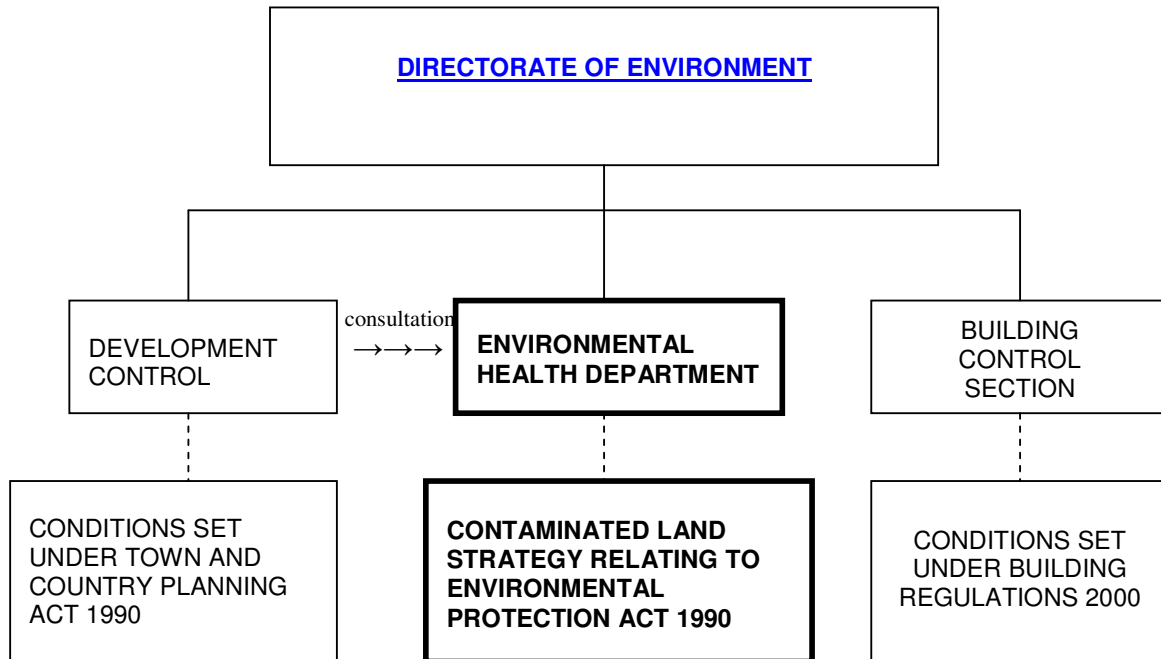 DIRECTORATE OF ENVIRONMENT
DEVELOPMENT
CONTROL
consultation
→→→
ENVIRONMENTAL
HEALTH DEPARTMENT
BUILDING
CONTROL
SECTION
CONDITIONS SET
UNDER TOWN AND
COUNTRY PLANNING
ACT 1990
CONTAMINATED LAND
STRATEGY RELATING TO
ENVIRONMENTAL
PROTECTION ACT 1990
CONDITIONS SET
UNDER BUILDING
REGULATIONS 2000